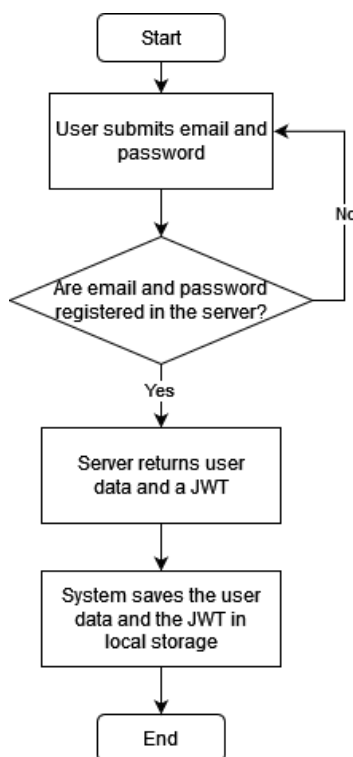 Start
User submits email and
password
No
Are email and password
registered in the server?
Yes
Server returns user
data and a JWT
System saves the user
data and the JWT in
local storage
End